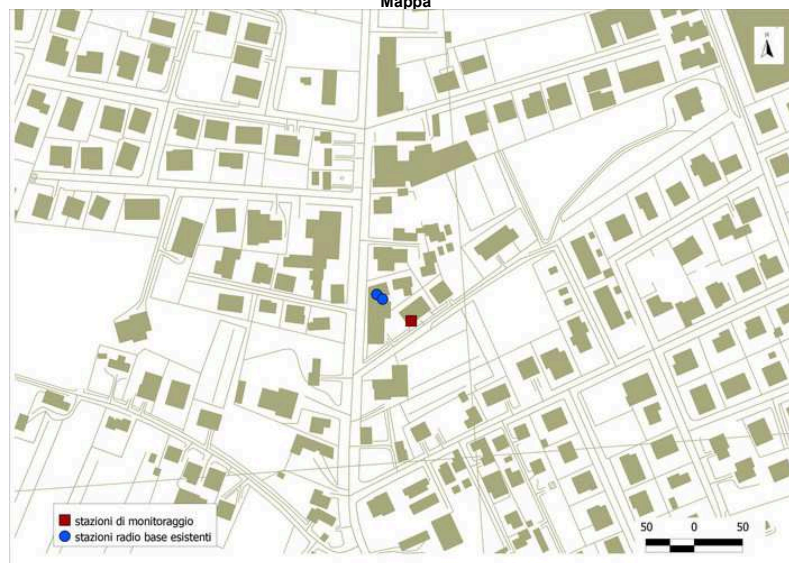 Mappa
N
stazioni di monitoraggio
stazioni radio base esistenti
50 0 50